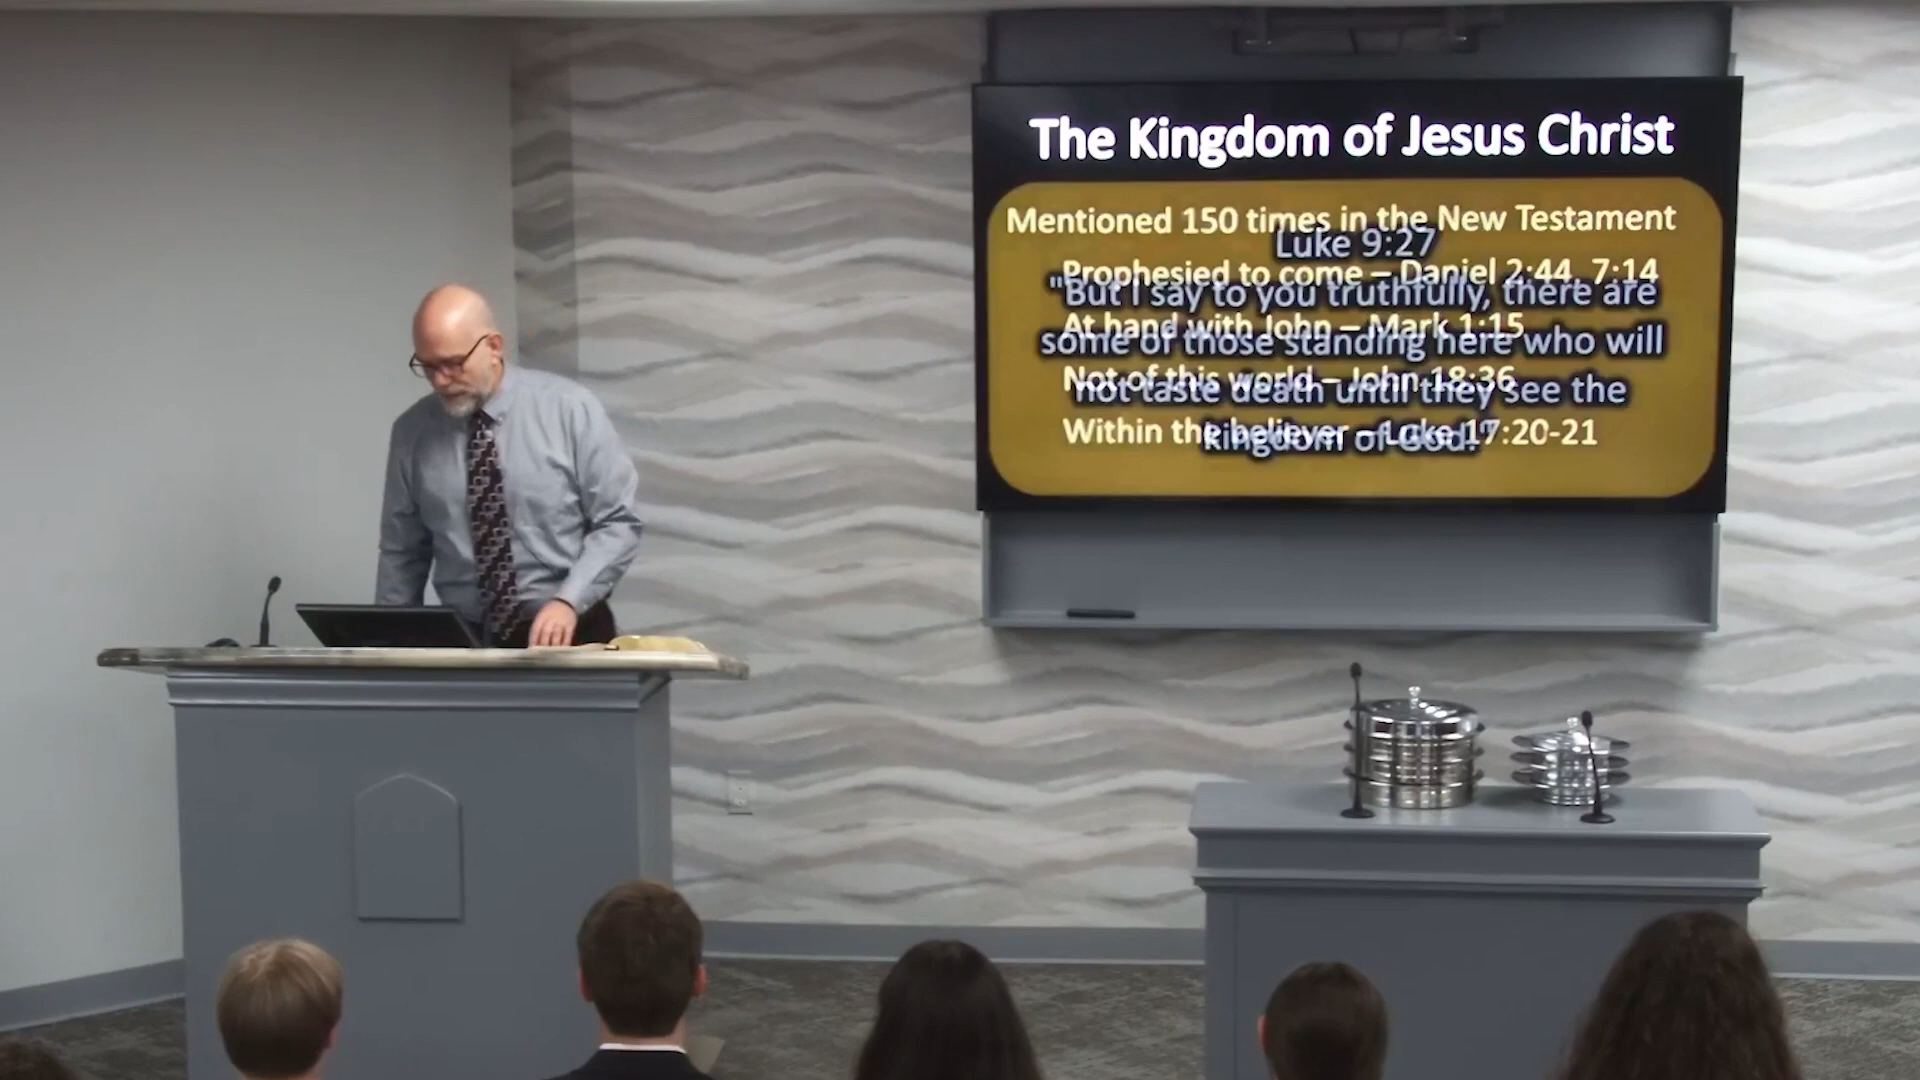 The Kingdom of Jesus Christ
Mentioned 150 times in the New Testament
Luke 9:27
Prophesied to come – Daniel 2:44, 7:14
"But I say to you truthfully, there are
At hand with John – Mark 1:15
some of those standing here who will
Not of this world – John 18:36
not taste death until they see the
Within the believer – Luke 17:20-21
kingdom of God."